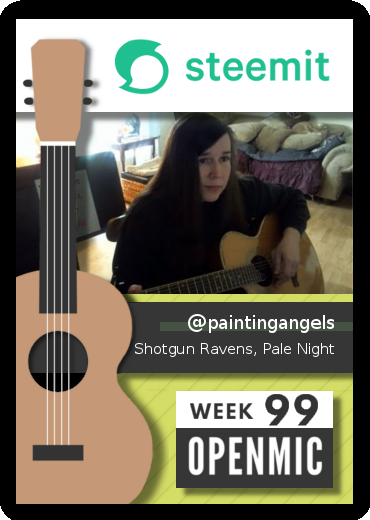 steemit
@paintingangels
Shotgun Ravens, Pale Night
WEEK 99
OPENMIC